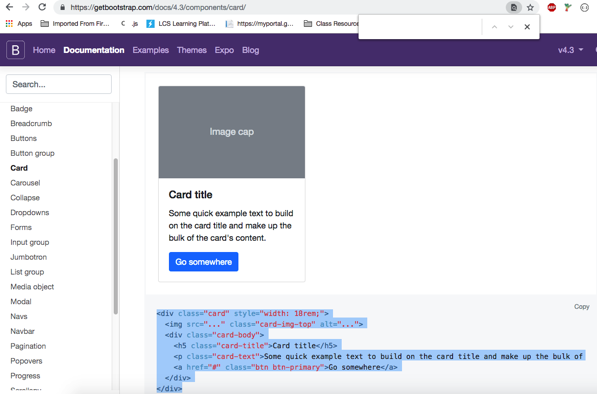 https://getbootstrap.com/docs/4.3/components/card/
Apps
Imported From Fir...
.js
LCS Learning Plat...
https://myportal.g...
Class Resource
B
Home Documentation Examples Themes Expo Blog
v4.3
Search...
Badge
Breadcrumb
Buttons
Button group
Card
Carousel
Collapse
Dropdowns
Forms
Input group
Jumbotron
List group
Media object
Modal
Navs
Navbar
Pagination
Popovers
Progress
Image cap
Card title
Some quick example text to build
on the card title and make up the
bulk of the card's content.
Go somewhere
Copy
<div class="card" style="width: 18rem;">
<img src="..." class="card-img-top" alt="...">
<div class="card-body">
<h5 class="card-title">Card title</h5>
<p class="card-text">Some quick example text to build on the card title and make up the bulk of
<a href="#" class="btn btn-primary">Go somewhere</a>
</div>
</div>